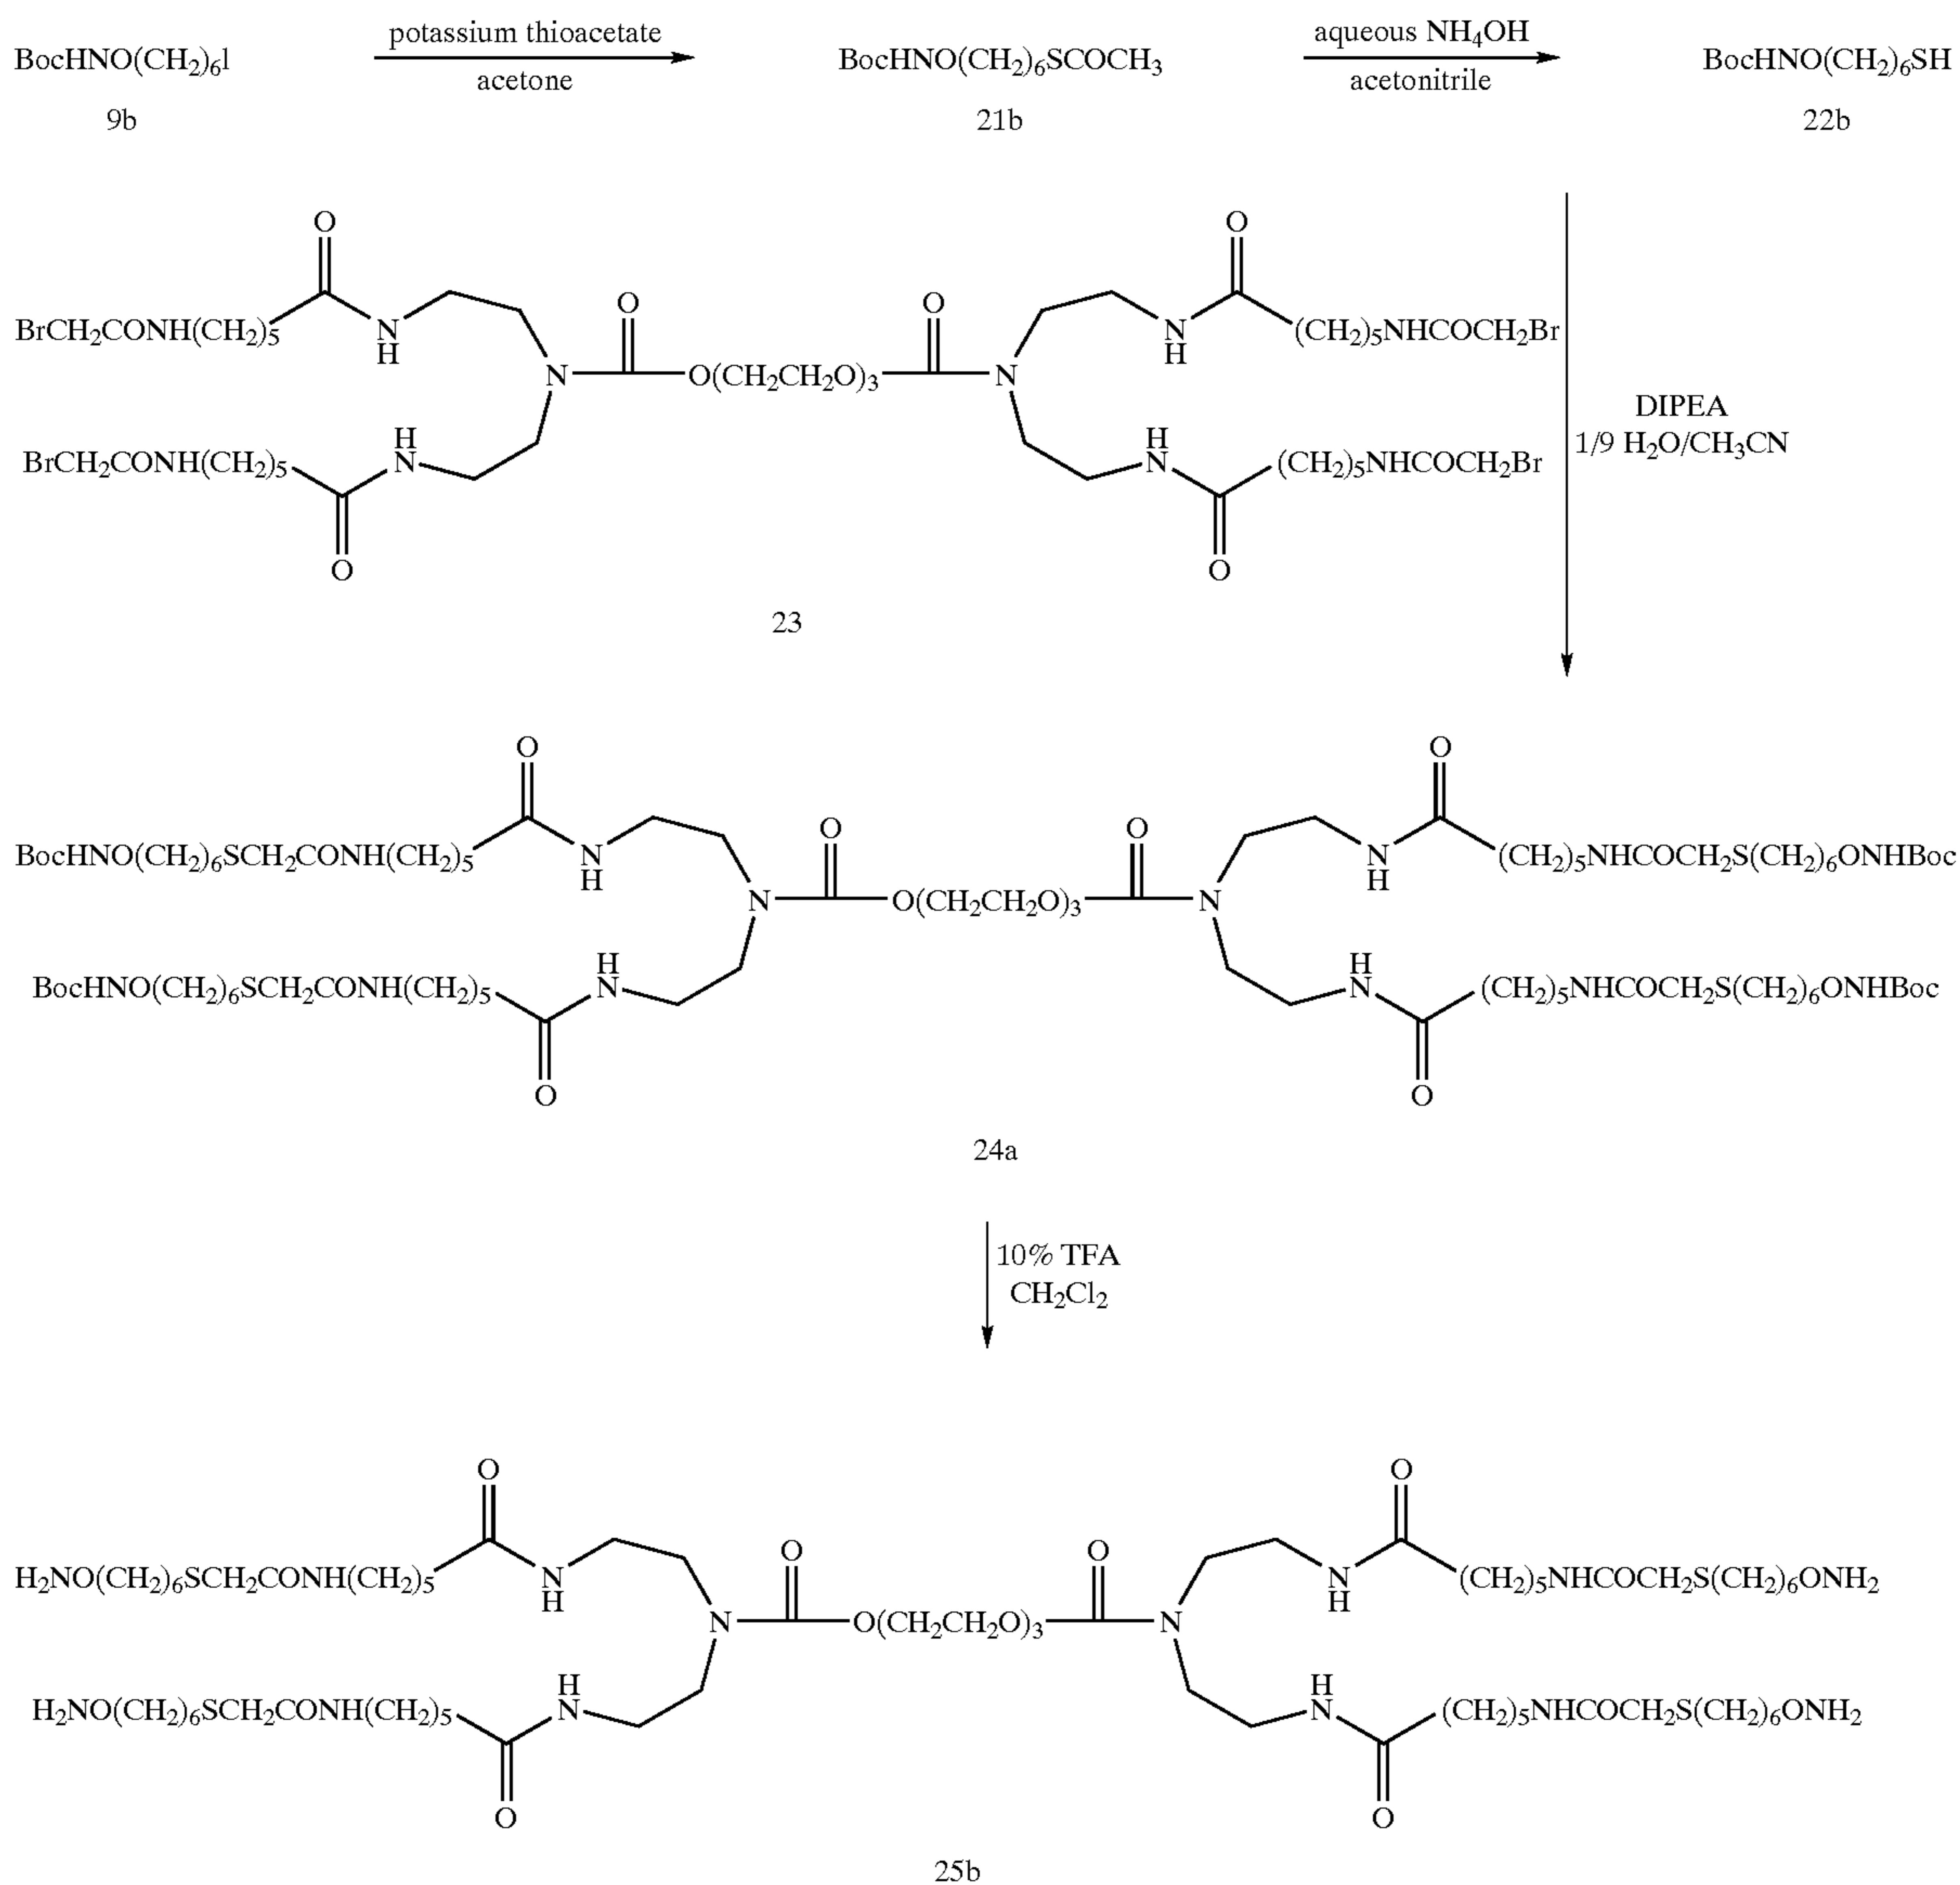 BocHNO(CH2)6I potassium thioacetate BocHNO(CH2)6SCOCH3 aqueous NH4OH BocHNO(CH2)6SH
acetone acetonitrile
9b 21b 22b
O O
BrCH2CONH(CH2)5 N H O O N H (CH2)5NHCOCH2Br
N O(CH2CH2O)3 N
DIPEA
BrCH2CONH(CH2)5 H N H N (CH2)5NHCOCH2Br 1/9 H2O/CH3CN
O O
23
O O
BocHNO(CH2)6SCH2CONH(CH2)5 N H O O N H (CH2)5NHCOCH2S(CH2)6ONHBoc
N O(CH2CH2O)3 N
BocHNO(CH2)6SCH2CONH(CH2)5 H N H N (CH2)5NHCOCH2S(CH2)6ONHBoc
O O
24a
10% TFA
CH2Cl2
O O
H2NO(CH2)6SCH2CONH(CH2)5 N H O O N H (CH2)5NHCOCH2S(CH2)6ONH2
N O(CH2CH2O)3 N
H2NO(CH2)6SCH2CONH(CH2)5 H N H N (CH2)5NHCOCH2S(CH2)6ONH2
O O
25b